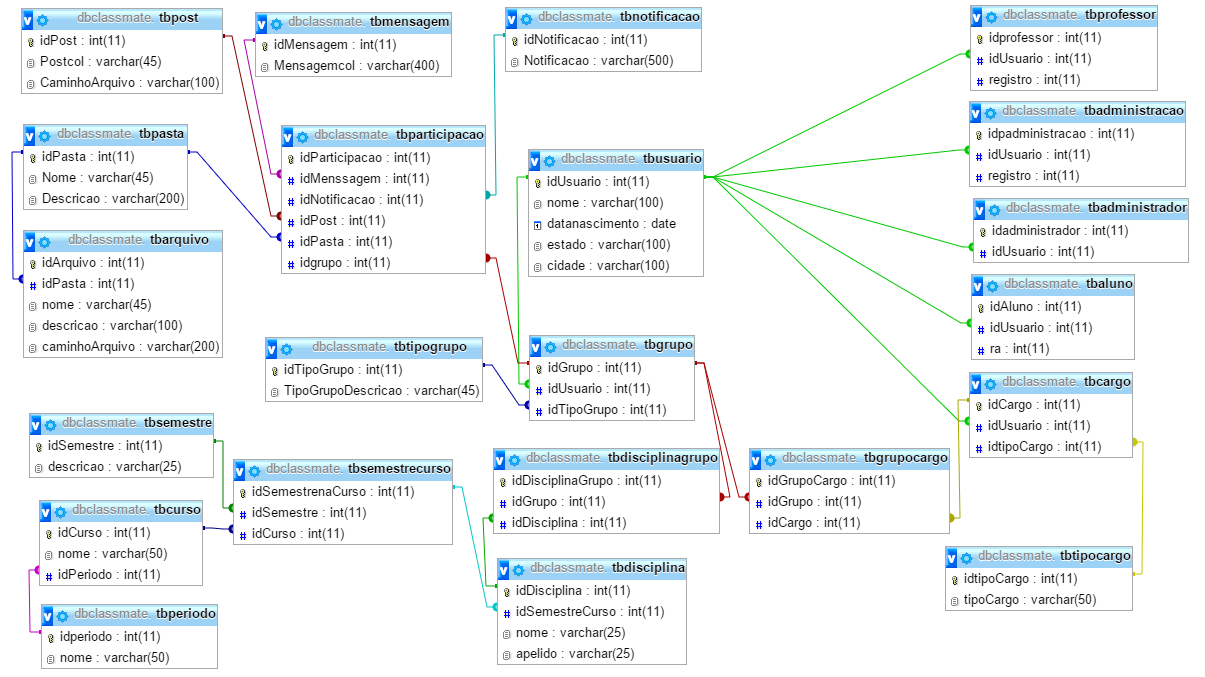 dbclassmate. tbpost
idPost : int(11)
Postcol : varchar(45)
CaminhoArquivo : varchar(100)
dbclassmate. tbmensagem
idMensagem : int(11)
Mensagemcol : varchar(400)
dbclassmate. tbnotificacao
idNotificacao : int(11)
Notificacao : varchar(500)
dbclassmate. tbprofessor
idprofessor : int(11)
idUsuario : int(11)
registro : int(11)
dbclassmate. tbpasta
idPasta : int(11)
Nome : varchar(45)
Descricao : varchar(200)
dbclassmate. tbparticipacao
idParticipacao : int(11)
idMenssagem : int(11)
idNotificacao : int(11)
idPost : int(11)
idPasta : int(11)
idgrupo : int(11)
dbclassmate. tbusuario
idUsuario : int(11)
nome : varchar(100)
datanascimento : date
estado : varchar(100)
cidade : varchar(100)
dbclassmate. tbadministracao
idpadministracao : int(11)
idUsuario : int(11)
registro : int(11)
dbclassmate. tbadministrador
idadministrador : int(11)
idUsuario : int(11)
dbclassmate. tbarquivo
idArquivo : int(11)
idPasta : int(11)
nome : varchar(45)
descricao : varchar(100)
caminhoArquivo : varchar(200)
dbclassmate. tbaluno
idAluno : int(11)
idUsuario : int(11)
ra : int(11)
dbclassmate. tbtipogrupo
idTipoGrupo : int(11)
TipoGrupoDescricao : varchar(45)
dbclassmate. tbgrupo
idGrupo : int(11)
idUsuario : int(11)
idTipoGrupo : int(11)
dbclassmate. tbcargo
idCargo : int(11)
idUsuario : int(11)
idtipoCargo : int(11)
dbclassmate. tbsemestre
idSemestre : int(11)
descricao : varchar(25)
dbclassmate. tbsemestrecurso
idSemestrenaCurso : int(11)
idSemestre : int(11)
idCurso : int(11)
dbclassmate. tbdisciplinagrupo
idDisciplinaGrupo : int(11)
idGrupo : int(11)
idDisciplina : int(11)
dbclassmate. tbgrupocargo
idGrupoCargo : int(11)
idGrupo : int(11)
idCargo : int(11)
dbclassmate. tbcurso
idCurso : int(11)
nome : varchar(50)
idPeriodo : int(11)
dbclassmate. tbdisciplina
idDisciplina : int(11)
idSemestreCurso : int(11)
nome : varchar(25)
apelido : varchar(25)
dbclassmate. tbtipocargo
idtipoCargo : int(11)
tipoCargo : varchar(50)
dbclassmate. tbperiodo
idperiodo : int(11)
nome : varchar(50)